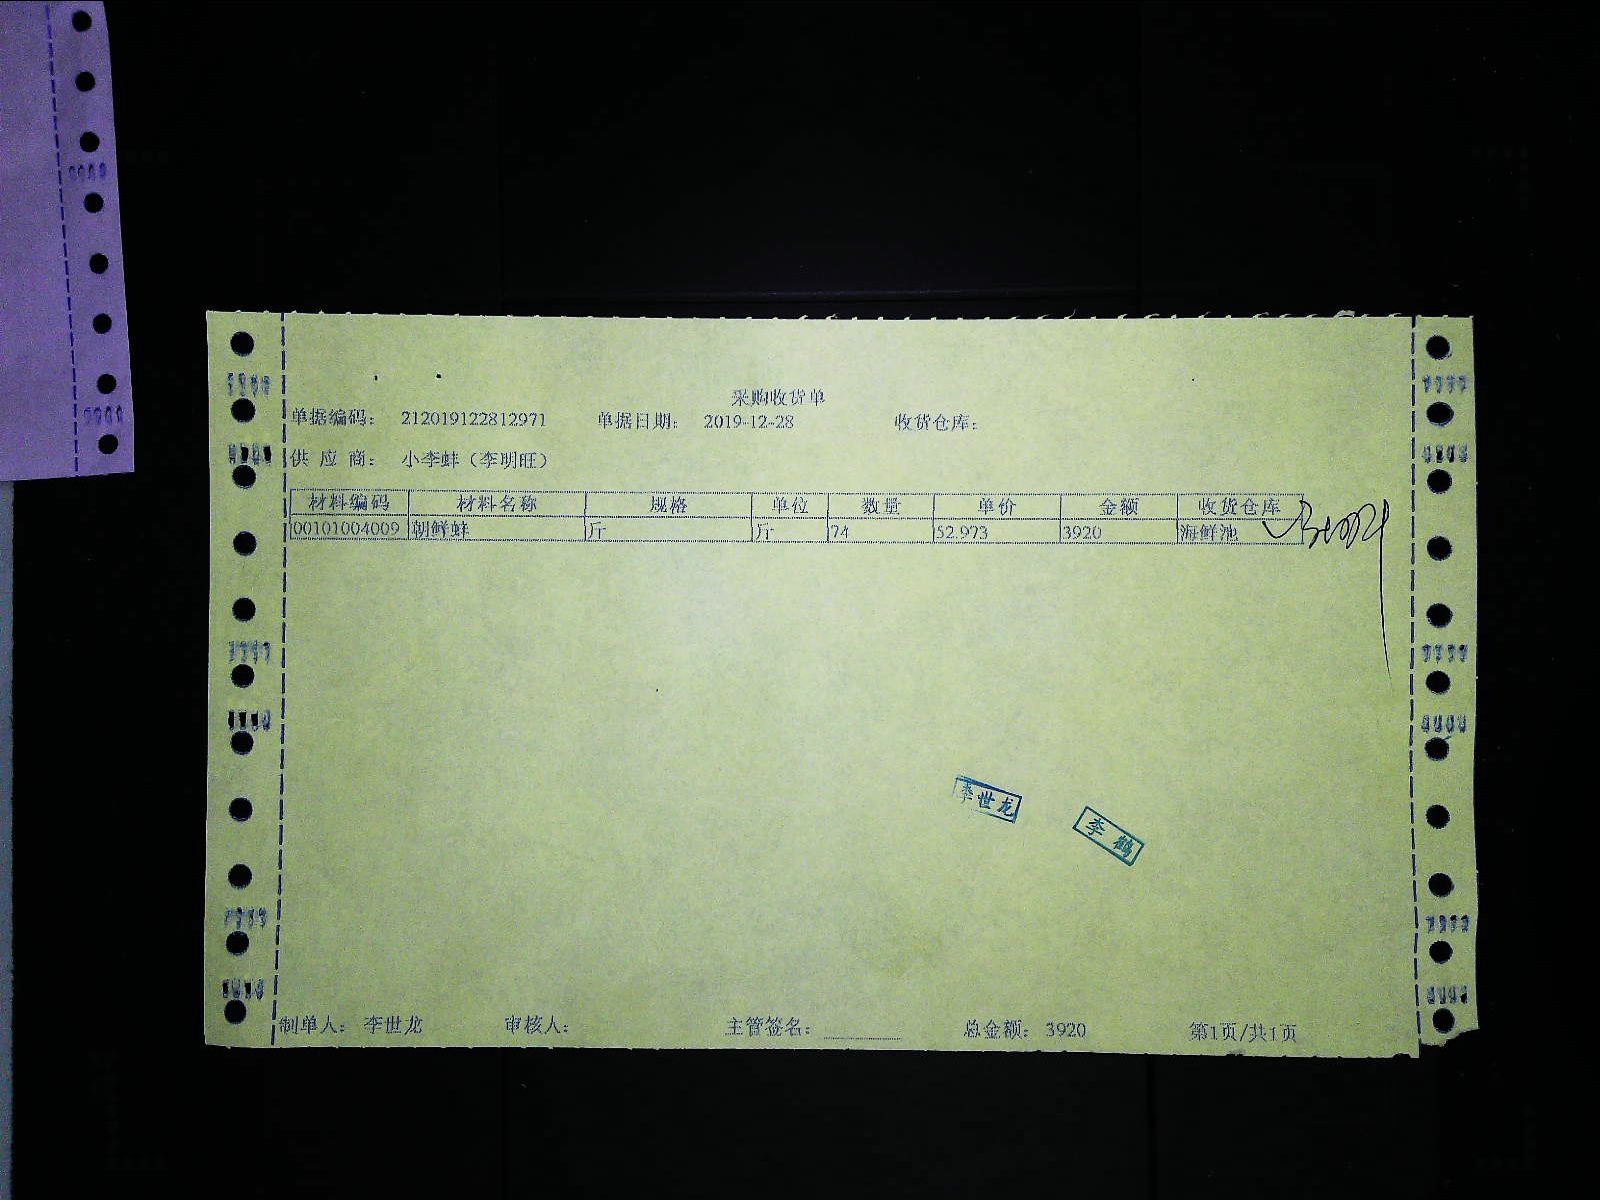 采购收货单
单据编码： 212019122812971 单据日期： 2019-12-28 收货仓库：
供 应 商： 小李蚌（李明旺）
材料编码 材料名称 规格 单位 数量 单价 金额 收货仓库
00101004009 朝鲜蚌 斤 斤 74 52.973 3920 海鲜池
李世龙
李鹤
制单人： 李世龙 审核人： 主管签名： 总金额： 3920 第1页/共1页